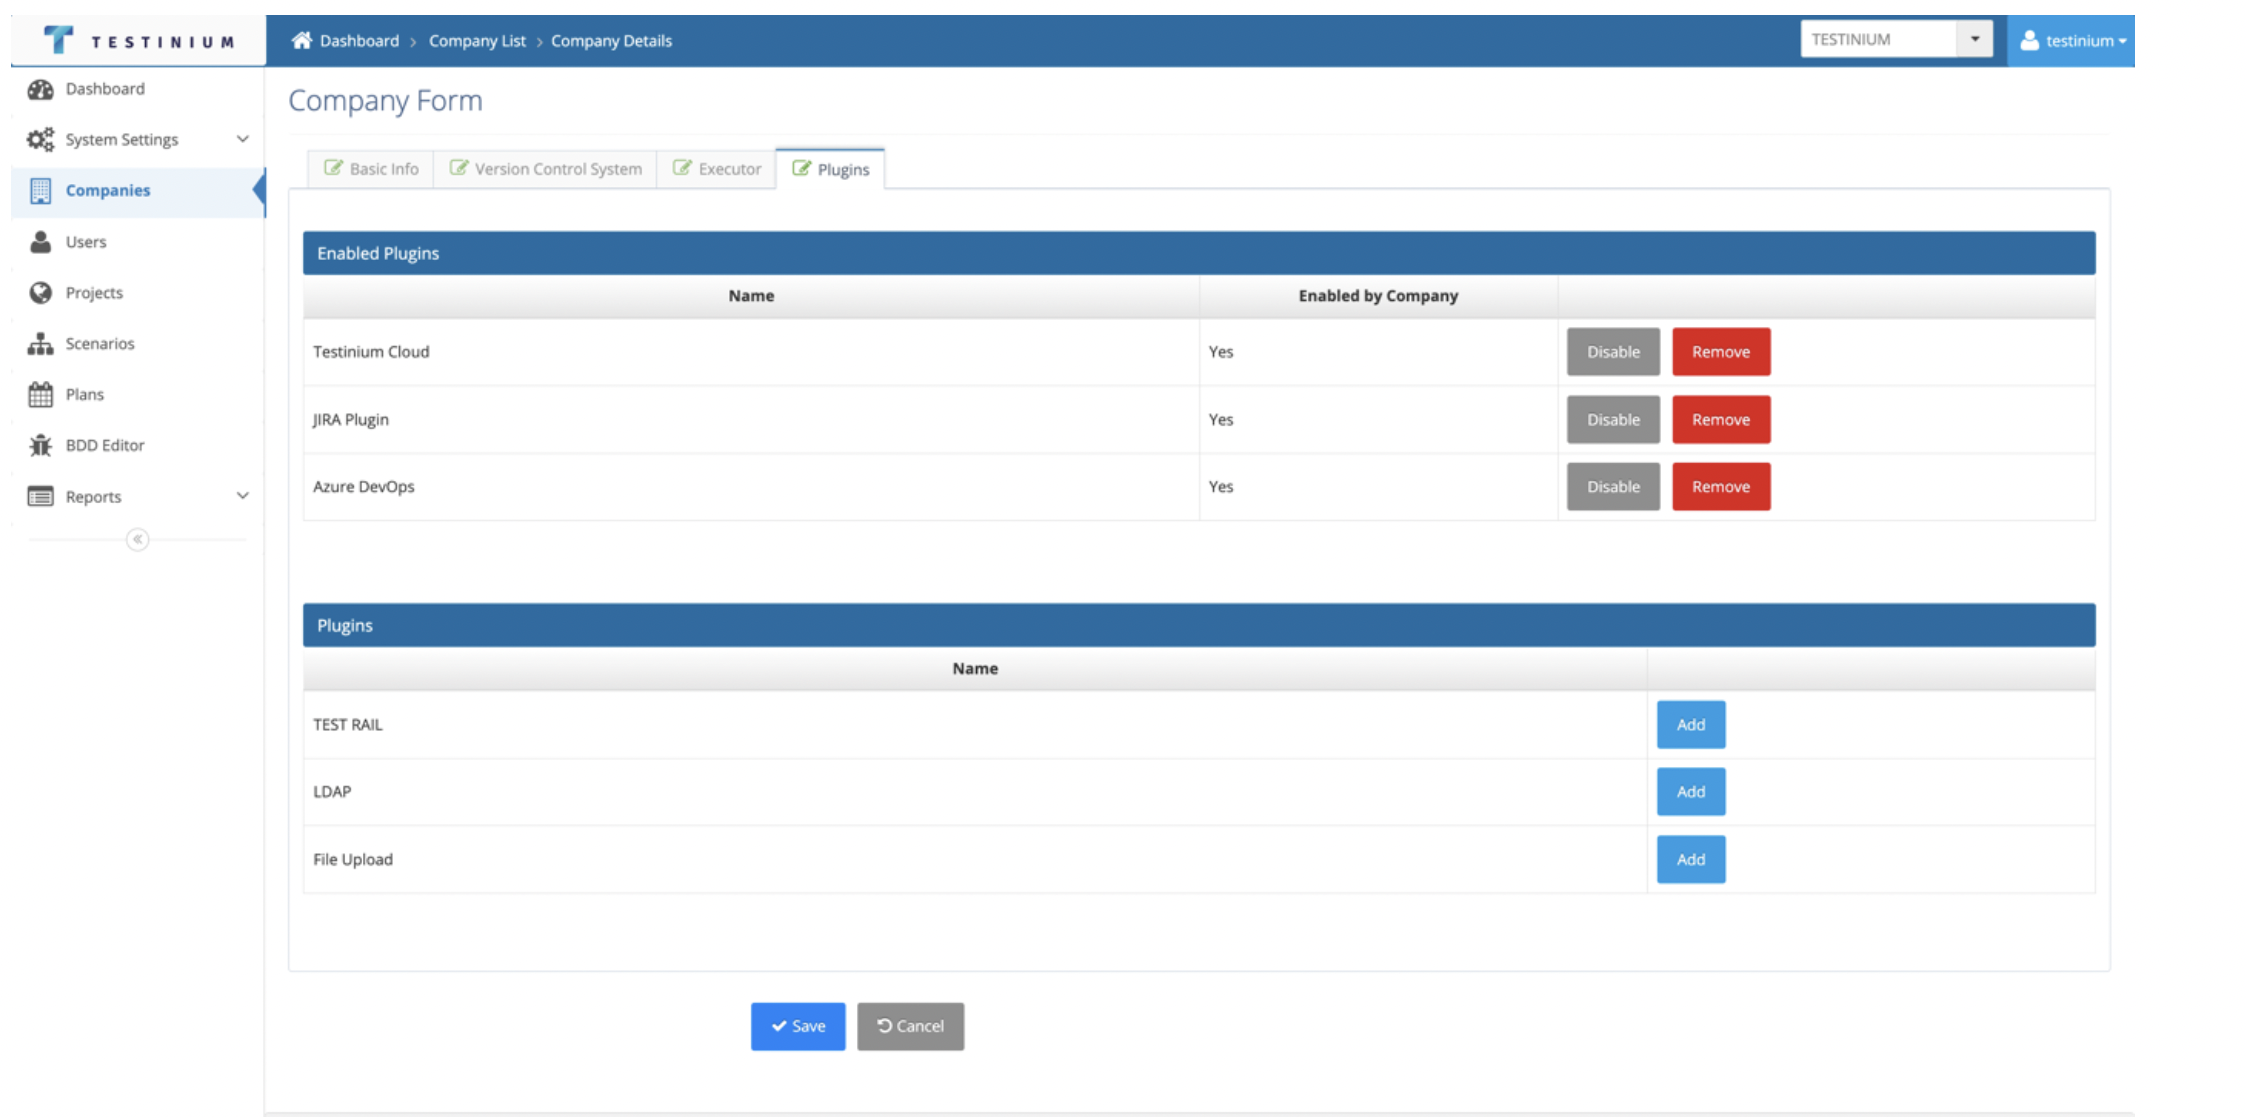 TESTINIUM
Dashboard > Company List > Company Details
TESTINIUM
testinium
Dashboard
System Settings
Companies
Users
Projects
Scenarios
Plans
BDD Editor
Reports
Company Form
Basic Info
Version Control System
Executor
Plugins
Enabled Plugins
Name Enabled by Company
Testinium Cloud Yes Disable Remove
JIRA Plugin Yes Disable Remove
Azure DevOps Yes Disable Remove
Plugins
Name
TEST RAIL Add
LDAP Add
File Upload Add
Save Cancel